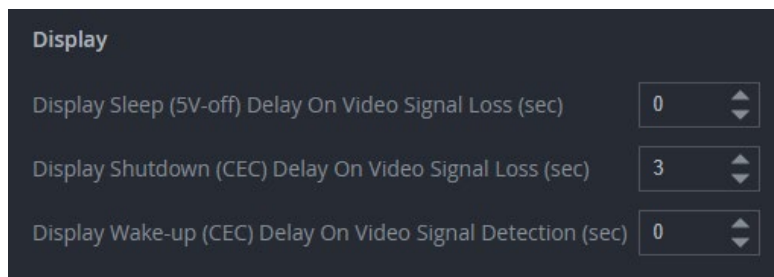 Display
Display Sleep (5V-off) Delay On Video Signal Loss (sec) 0
Display Shutdown (CEC) Delay On Video Signal Loss (sec) 3
Display Wake-up (CEC) Delay On Video Signal Detection (sec) 0